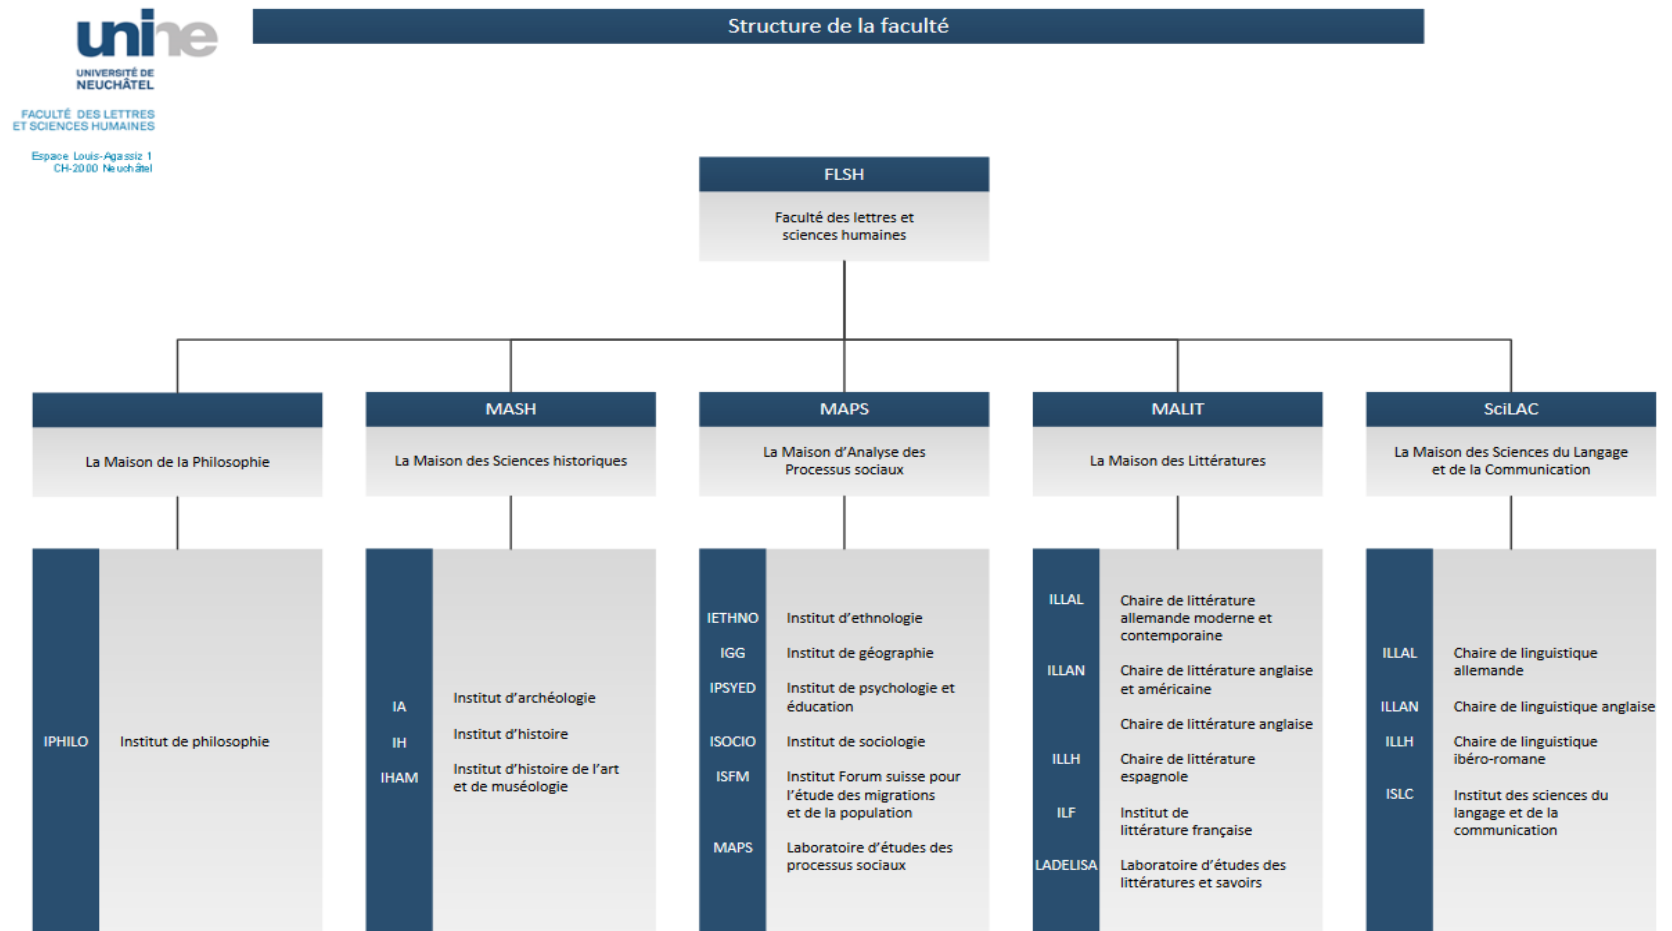 unine
UNIVERSITÉ DE
NEUCHÂTEL
FACULTÉ DES LETTRES
ET SCIENCES HUMAINES
Espace Louis-Agassiz 1
CH-2000 Neuchâtel
Structure de la faculté
FLSH
Faculté des lettres et
sciences humaines
La Maison de la Philosophie
IPHILO Institut de philosophie
MASH
La Maison des Sciences historiques
IA Institut d'archéologie
IH Institut d'histoire
IHAM Institut d'histoire de l'art
et de muséologie
MAPS
La Maison d'Analyse des
Processus sociaux
IETHNO Institut d'ethnologie
IGG Institut de géographie
IPSYED Institut de psychologie et
éducation
ISOCIO Institut de sociologie
ISFM Institut Forum suisse pour
l'étude des migrations
et de la population
MAPS Laboratoire d'études des
processus sociaux
MALIT
La Maison des Littératures
ILLAL Chaire de littérature
allemande moderne et
contemporaine
ILLAN Chaire de littérature anglaise
et américaine
Chaire de littérature anglaise
ILLH Chaire de littérature
espagnole
ILF Institut de
littérature française
LADELISA Laboratoire d'études des
littératures et savoirs
SciLAC
La Maison des Sciences du Langage
et de la Communication
ILLAL Chaire de linguistique
allemande
ILLAN Chaire de linguistique anglaise
ILLH Chaire de linguistique
ibéro-romane
ISLC Institut des sciences du
langage et de la
communication